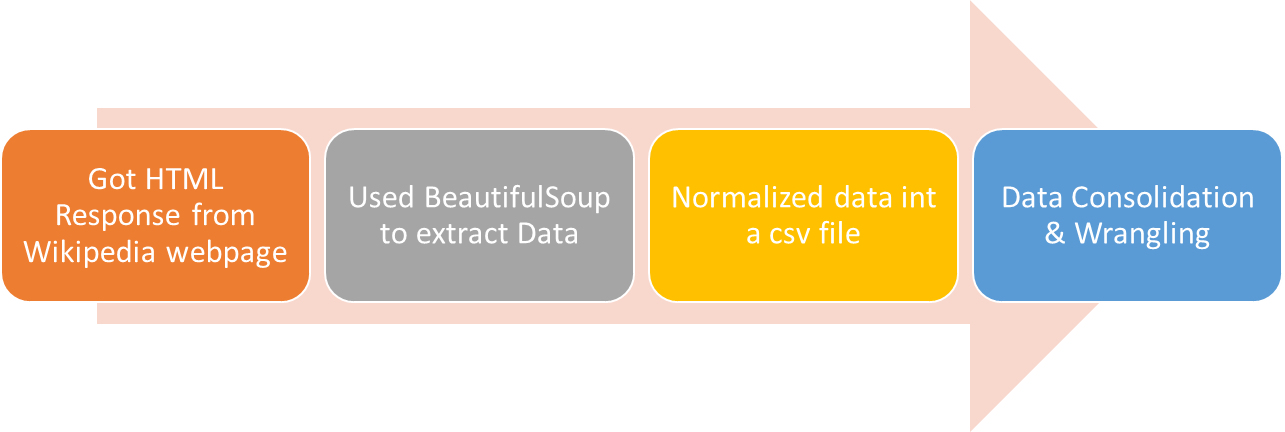 Got HTML
Response from
Wikipedia webpage
Used BeautifulSoup
to extract Data
Normalized data int
a csv file
Data Consolidation
& Wrangling